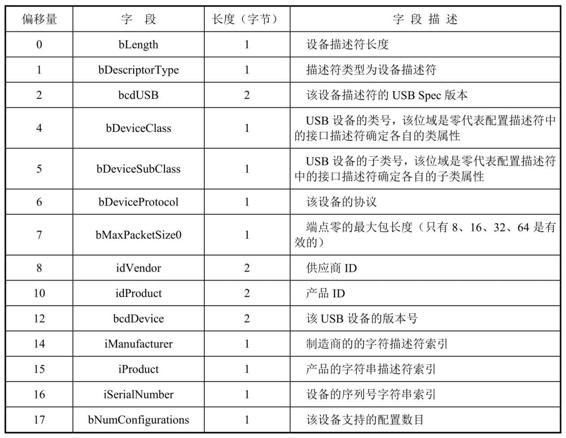 偏移量 字 段 长度（字节） 字 段 描 述
0 bLength 1 设备描述符长度
1 bDescriptorType 1 描述符类型为设备描述符
2 bcdUSB 2 该设备描述符的 USB Spec 版本
4 bDeviceClass 1 USB 设备的类号，该位域是零代表配置描述符中
的接口描述符确定各自的类属性
5 bDeviceSubClass 1 USB 设备的子类号，该位域是零代表配置描述符
中的接口描述符确定各自的子类属性
6 bDeviceProtocol 1 该设备的协议
7 bMaxPacketSize0 1 端点零的最大包长度（只有 8、16、32、64 是有
效的）
8 idVendor 2 供应商 ID
10 idProduct 2 产品 ID
12 bcdDevice 2 该 USB 设备的版本号
14 iManufacturer 1 制造商的的字符描述符索引
15 iProduct 1 产品的字符串描述符索引
16 iSerialNumber 1 设备的序列号字符串索引
17 bNumConfigurations 1 该设备支持的配置数目